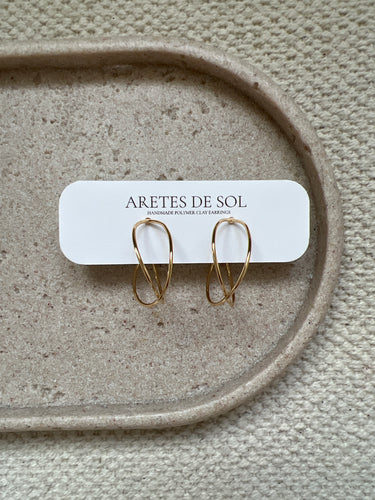 ARETES DE SOL
HANDMADE POLYMER CLAY EARRINGS